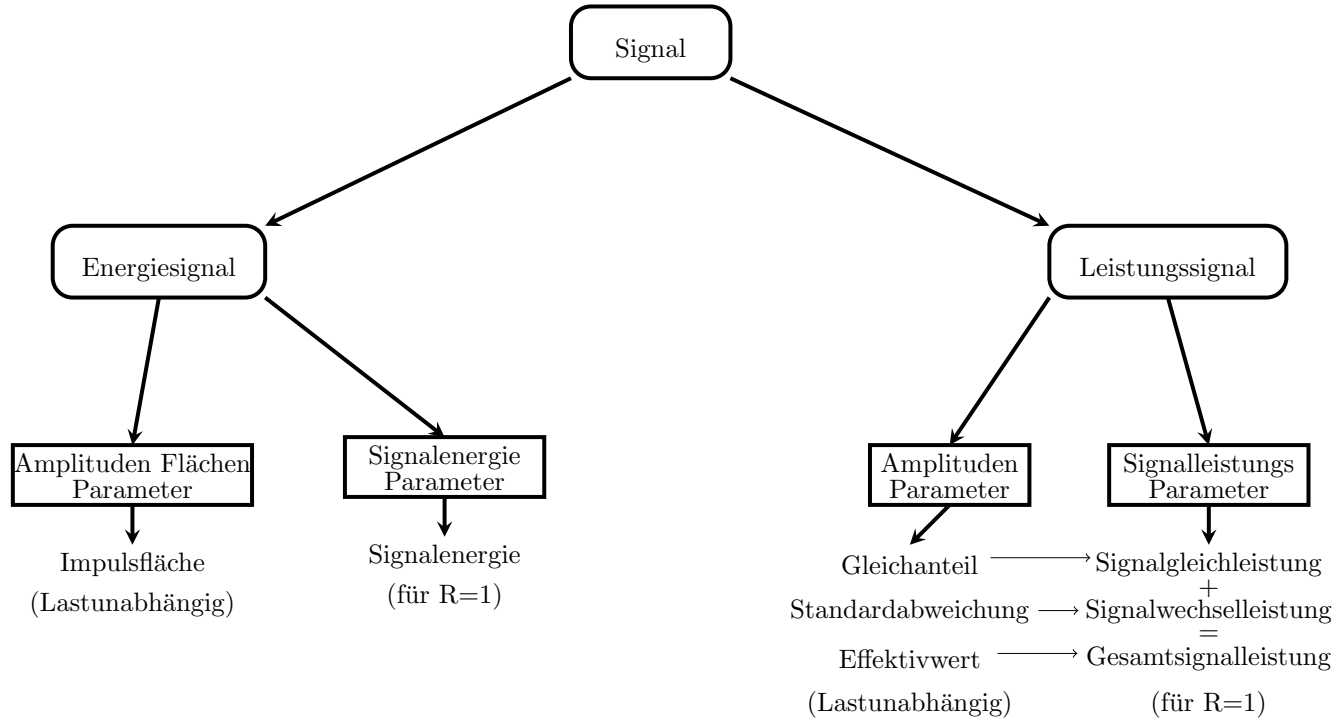 Signal
Energiesignal
Leistungssignal
Amplituden Flächen
Parameter
Signalenergie
Parameter
Amplituden
Parameter
Signalleistungs
Parameter
Impulsfläche
(Lastunabhängig)
Signalenergie
(für R=1)
Gleichanteil
Signalgleichleistung
+
Standardabweichung
Signalwechselleistung
=
Effektivwert
Gesamtsignalleistung
(Lastunabhängig)
(für R=1)